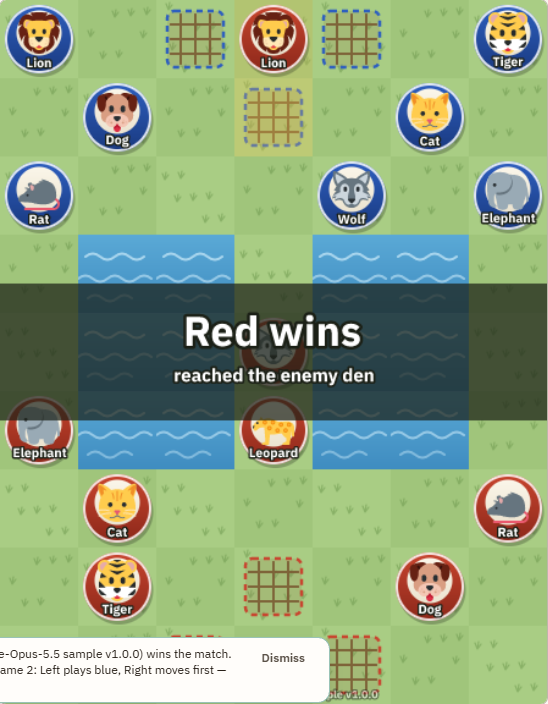 Lion
Lion
Tiger
Dog
Cat
Rat
Wolf
Elephant
Red wins
reached the enemy den
Elephant
Leopard
Cat
Rat
Tiger
Dog
e-Opus-5.5 sample v1.0.0) wins the match.
Dismiss
ame 2: Left plays blue, Right moves first —
ple v1.0.0